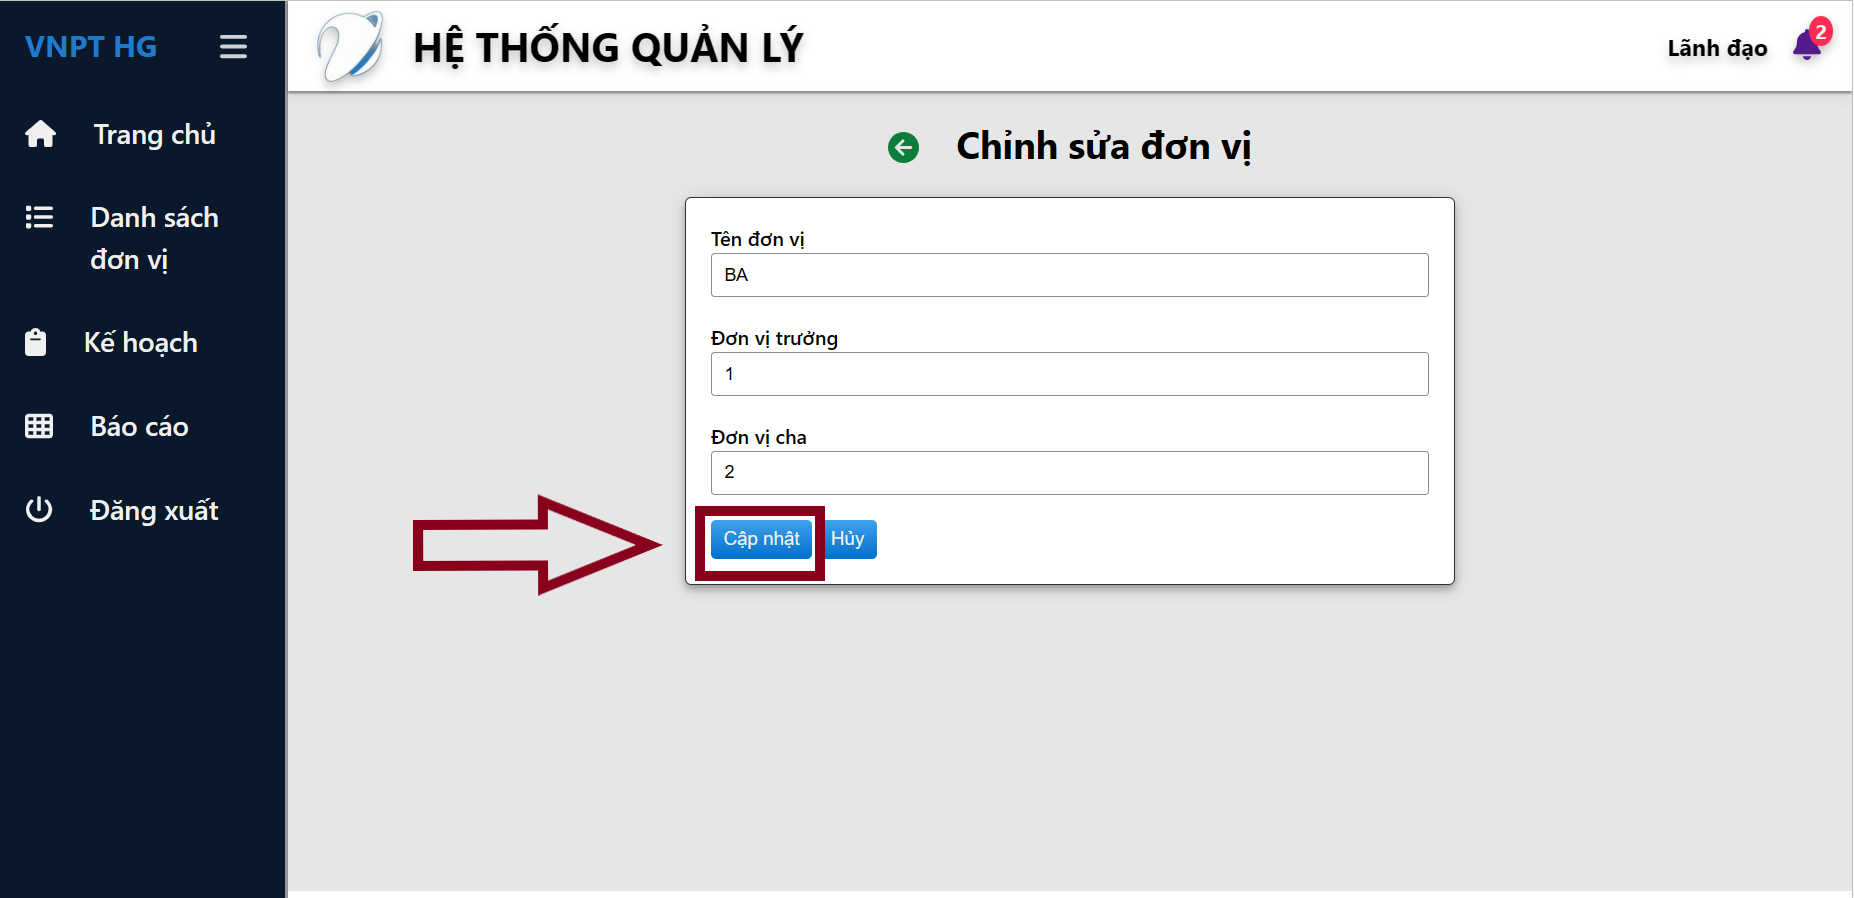 VNPT HG
HỆ THỐNG QUẢN LÝ
Lãnh đạo
2
Trang chủ
Danh sách
đơn vị
Kế hoạch
Báo cáo
Đăng xuất
Chỉnh sửa đơn vị
Tên đơn vị
BA
Đơn vị trưởng
1
Đơn vị cha
2
Cập nhật
Hủy